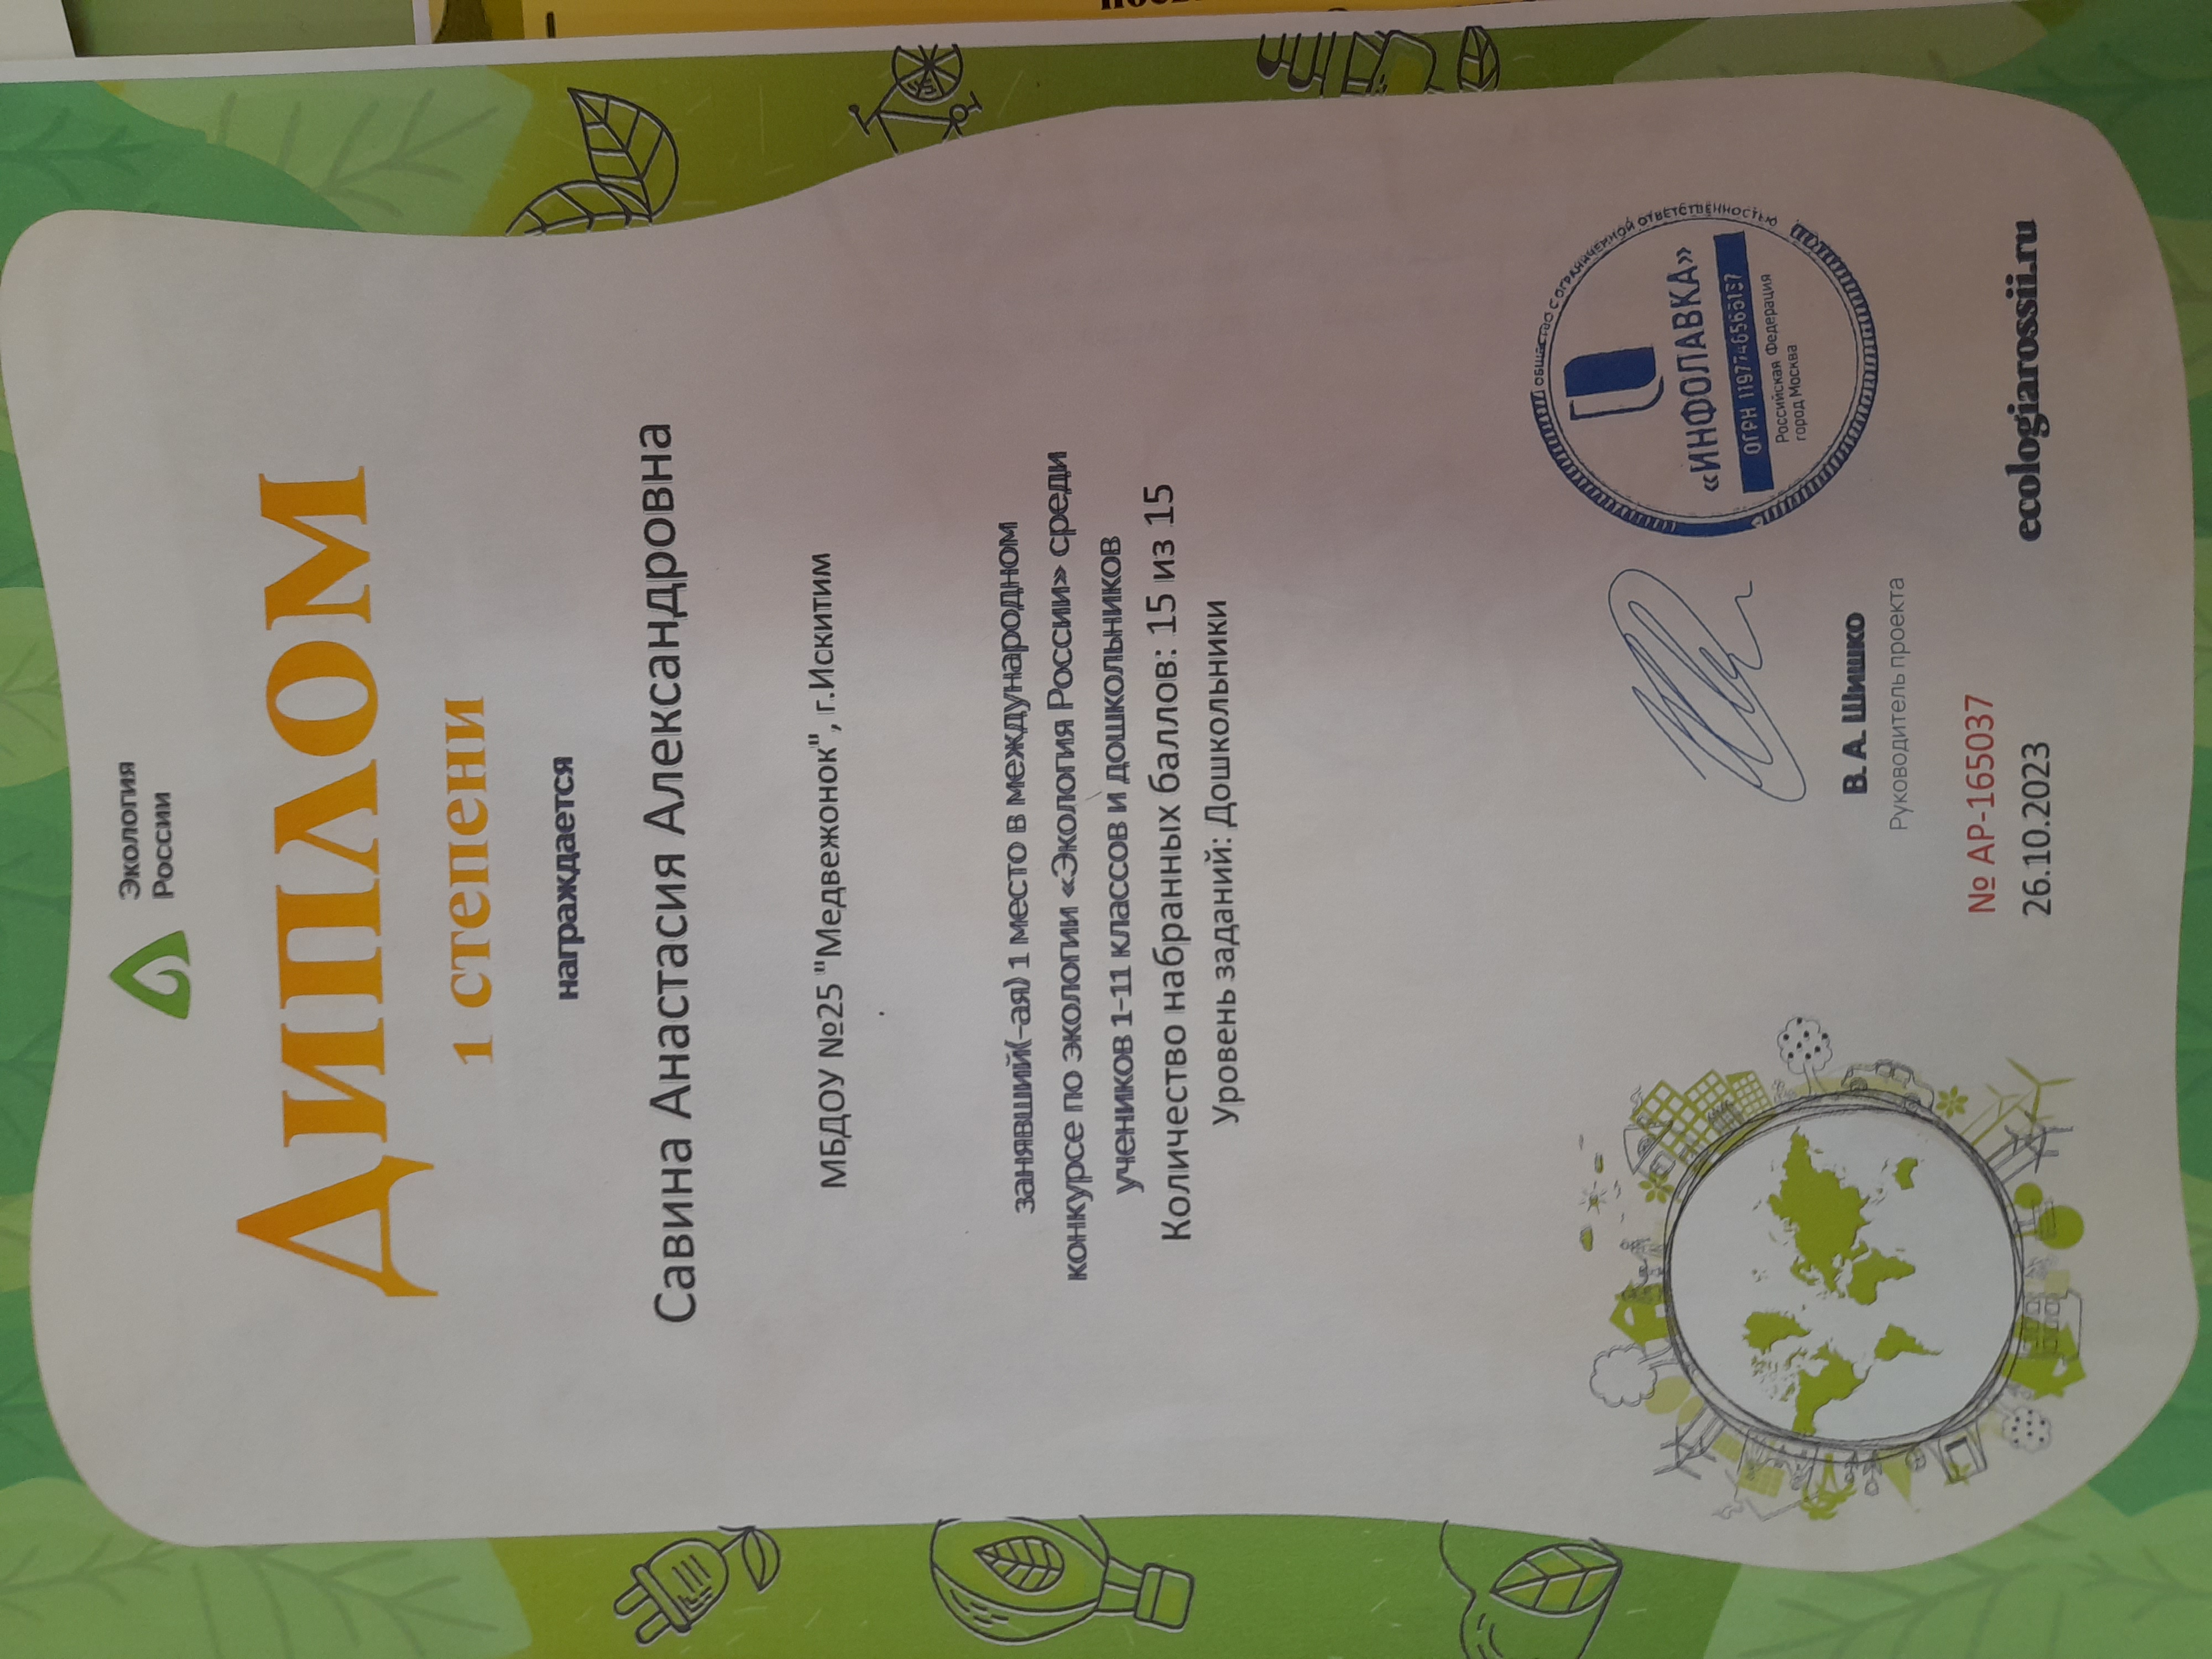 Экология
России
ДИПЛОМ
1 степени
награждается
Савина Анастасия Александровна
МБДОУ №25 "Медвежонок", г.Искитим
занявший(-ая) 1 место в международном
конкурсе по экологии «Экология России» среди
учеников 1-11 классов и дошкольников
Количество набранных баллов: 15 из 15
Уровень заданий: Дошкольники
ОБЩЕСТВО С ОГРАНИЧЕННОЙ ОТВЕТСТВЕННОСТЬЮ
«ИНФОЛАВКА»
ОГРН
Российская Федерация
город Москва
В. А. Шишко
Руководитель проекта
№ АР-165037
26.10.2023
ecologiarossii.ru